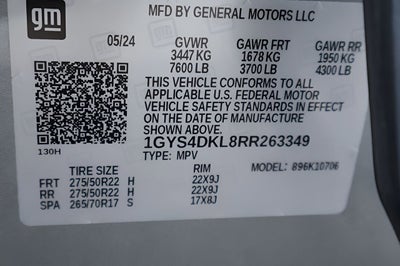 gm
MFD BY GENERAL MOTORS LLC
05/24 GVWR GAWR FRT GAWR RR
3447 KG 1678 KG 1950 KG
7600 LB 3700 LB 4300 LB
THIS VEHICLE CONFORMS TO ALL
APPLICABLE U.S. FEDERAL MOTOR
VEHICLE SAFETY STANDARDS IN EFFECT
ON THE DATE OF MANUFACTURE
SHOWN ABOVE.
1GYS4DKL8RR263349
130H TYPE: MPV
TIRE SIZE RIM MODEL: 896K10706
FRT 275/50R22 H 22X9J
RR 275/50R22 H 22X9J
SPA 265/70R17 S 17X8J